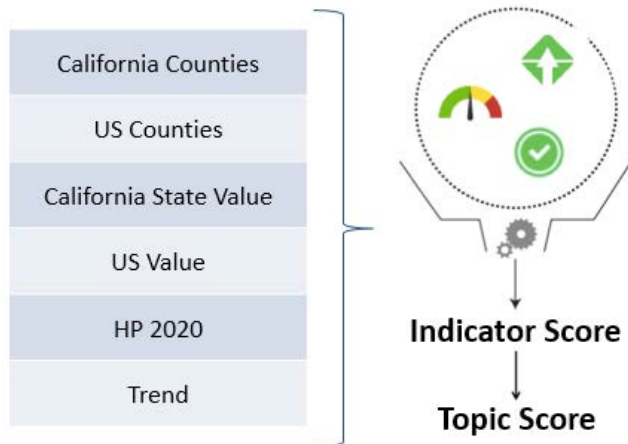 California Counties
US Counties
California State Value
US Value
HP 2020
Trend
Indicator Score
Topic Score